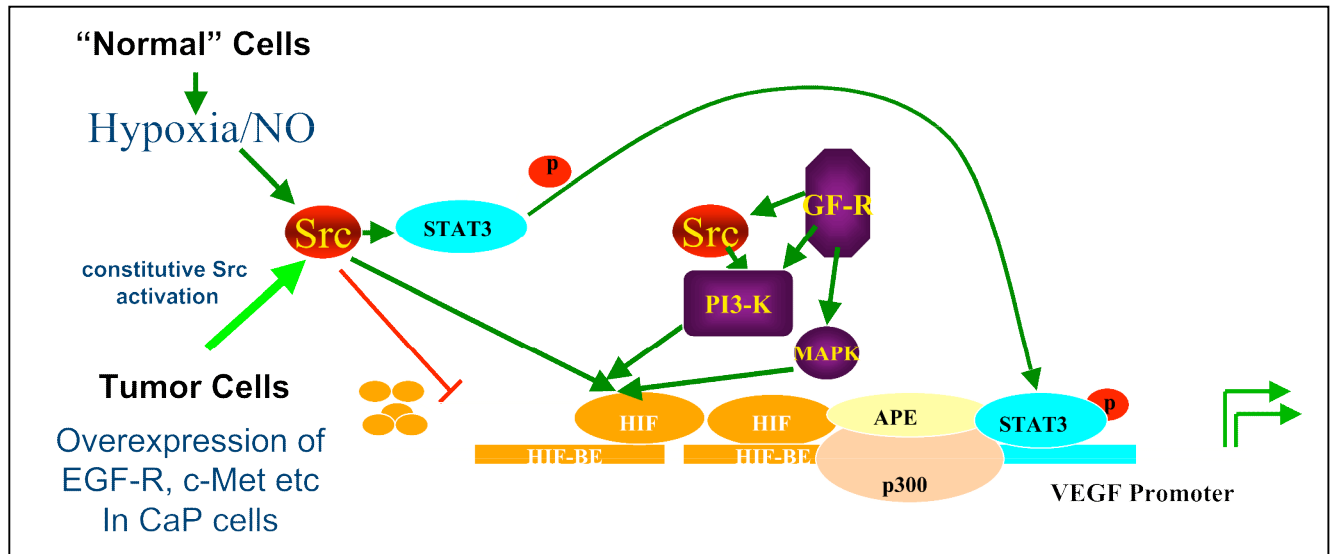 “Normal” Cells
Hypoxia/NO
p
GF-R
Src
STAT3
Src
constitutive Src
activation
PI3-K
MAPK
Tumor Cells
Overexpression of
EGF-R, c-Met etc
In CaP cells
HIF
HIF
APE
STAT3
p
HIF-BE
HIF-BE
p300
VEGF Promoter